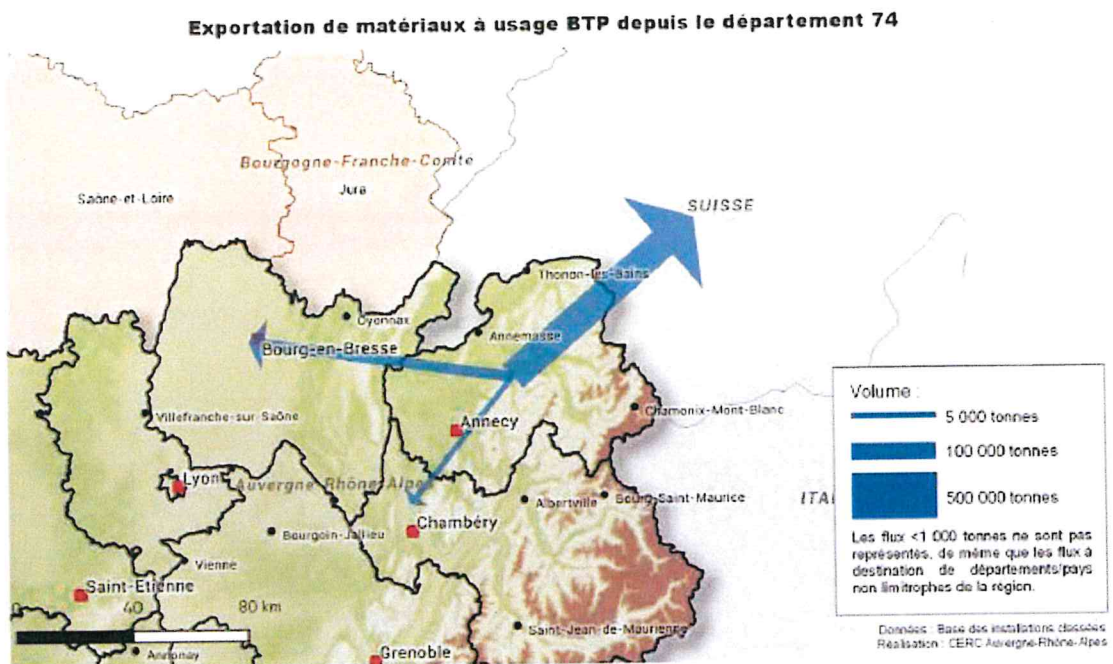 Exportation de matériaux à usage BTP depuis le département 74
Bourgogne-Franche-Comté
Saône-et-Loire
Jura
SUISSE
Thonon-les-Bains
Oyonnax
Annemasse
Bourg-en-Bresse
Villefranche-sur-Saône
Annecy
Chamonix-Mont-Blanc
Lyon
Auvergne-Rhône-Alpes
Albertville
Bourg-Saint-Maurice
ITAL
Chambéry
Bourgoin-Jallieu
Vienne
Saint-Etienne
0 40 80 km
Saint-Jean-de-Maurienne
Annonay
Grenoble
Volume :
5 000 tonnes
100 000 tonnes
500 000 tonnes
Les flux <1 000 tonnes ne sont pas
représentés, de même que les flux à
destination de départements/pays
non limitrophes de la région.
Données : Base des installations classées
Réalisation : CERC Auvergne-Rhône-Alpes